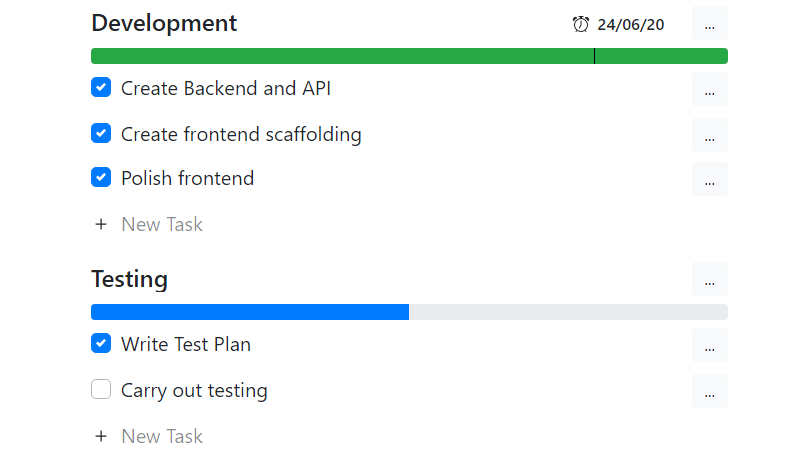 Development 24/06/20 ...
Create Backend and API ...
Create frontend scaffolding ...
Polish frontend ...
+ New Task
Testing ...
Write Test Plan ...
Carry out testing ...
+ New Task